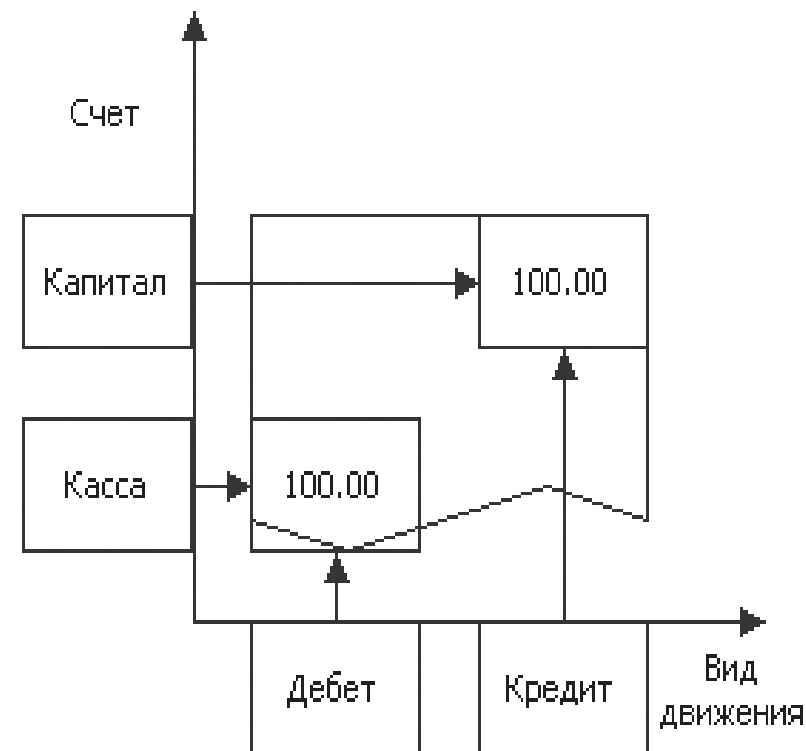 Счет
Капитал
100.00
Касса
100.00
Дебет
Кредит
Вид
движения